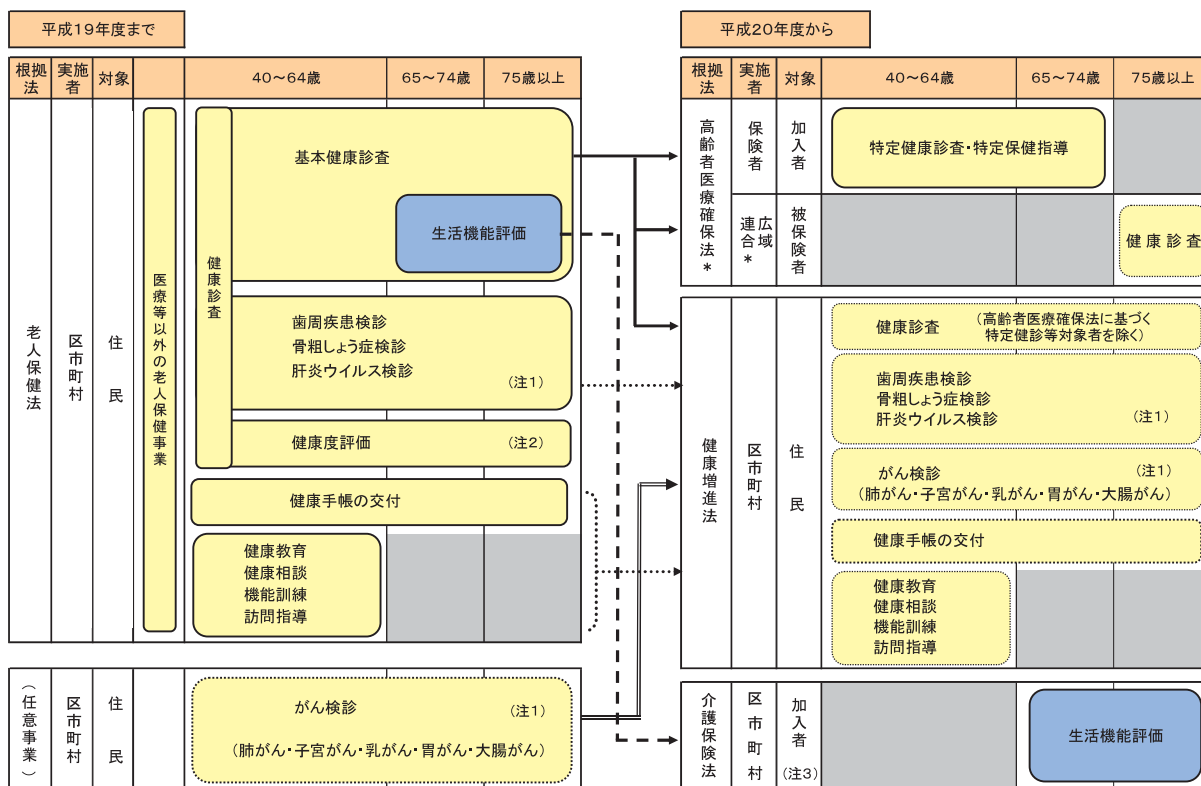 平成19年度まで
根拠法
実施者
対象
40～64歳
65～74歳
75歳以上
老人保健法
区市町村
住民
医療等以外の老人保健事業
健康診査
基本健康診査
生活機能評価
歯周疾患検診
骨粗しょう症検診
肝炎ウイルス検診
(注1)
健康度評価
(注2)
健康手帳の交付
健康教育
健康相談
機能訓練
訪問指導
(任意事業)
区市町村
住民
がん検診
(注1)
(肺がん・子宮がん・乳がん・胃がん・大腸がん)
平成20年度から
根拠法
実施者
対象
40～64歳
65～74歳
75歳以上
高齢者医療確保法*
保険者
加入者
特定健康診査・特定保健指導
広域連合*
被保険者
健康診査
健康増進法
区市町村
住民
健康診査
(高齢者医療確保法に基づく
特定健診等対象者を除く)
歯周疾患検診
骨粗しょう症検診
肝炎ウイルス検診
(注1)
がん検診
(注1)
(肺がん・子宮がん・乳がん・胃がん・大腸がん)
健康手帳の交付
健康教育
健康相談
機能訓練
訪問指導
介護保険法
区市町村
加入者
(注3)
生活機能評価